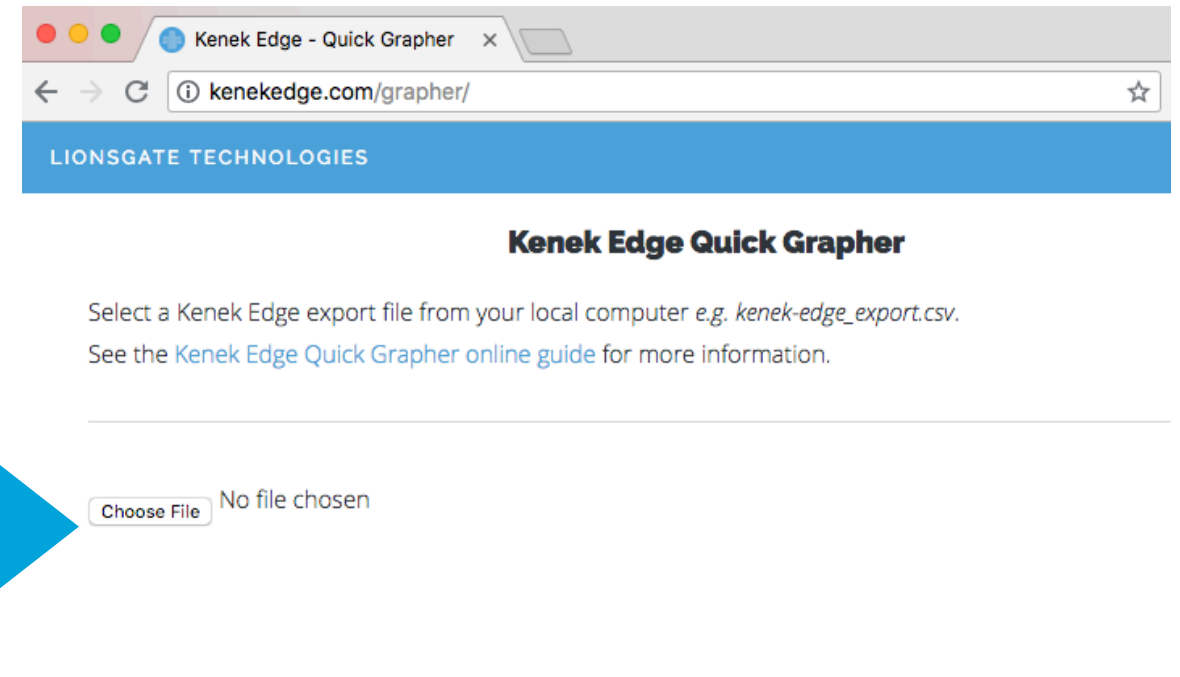 Kenek Edge - Quick Grapher
kenekedge.com/grapher/
LIONSGATE TECHNOLOGIES
Kenek Edge Quick Grapher
Select a Kenek Edge export file from your local computer e.g. kenek-edge_export.csv.
See the Kenek Edge Quick Grapher online guide for more information.
Choose File No file chosen